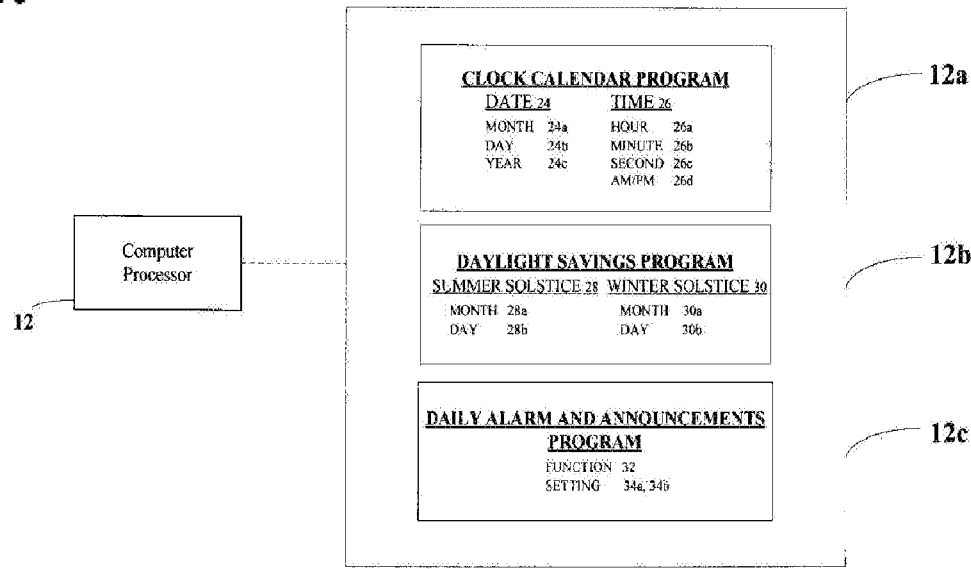 12
Computer
Processor
12a
CLOCK CALENDAR PROGRAM
DATE 24 TIME 26
MONTH 24a HOUR 26a
DAY 24b MINUTE 26b
YEAR 24c SECOND 26c
AM/PM 26d
12b
DAYLIGHT SAVINGS PROGRAM
SUMMER SOLSTICE 28 WINTER SOLSTICE 30
MONTH 28a MONTH 30a
DAY 28b DAY 30b
12c
DAILY ALARM AND ANNOUNCEMENTS
PROGRAM
FUNCTION 32
SETTING 34a, 34b